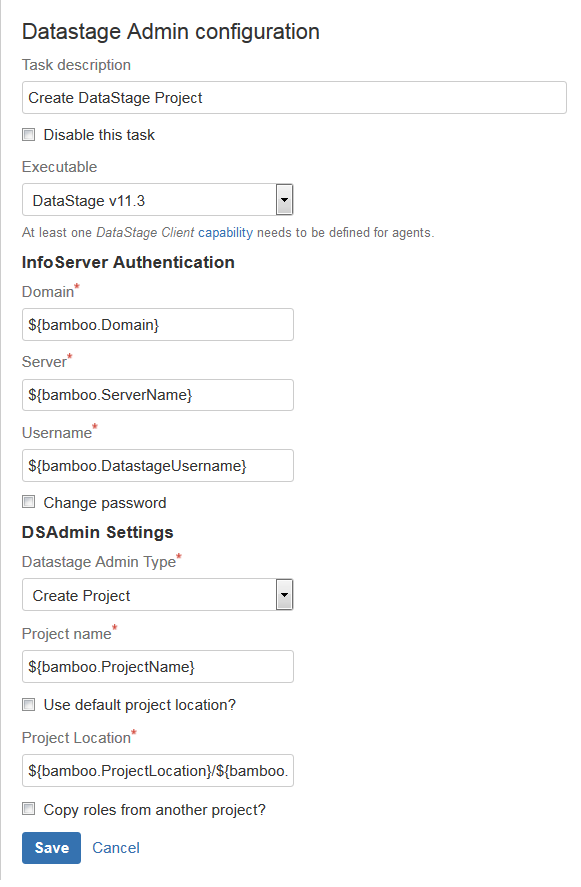 Datastage Admin configuration
Task description
Create DataStage Project
Disable this task
Executable
DataStage v11.3
At least one DataStage Client capability needs to be defined for agents.
InfoServer Authentication
Domain*
${bamboo.Domain}
Server*
${bamboo.ServerName}
Username*
${bamboo.DatastageUsername}
Change password
DSAdmin Settings
Datastage Admin Type*
Create Project
Project name*
${bamboo.ProjectName}
Use default project location?
Project Location*
${bamboo.ProjectLocation}/${bamboo.
Copy roles from another project?
Save Cancel